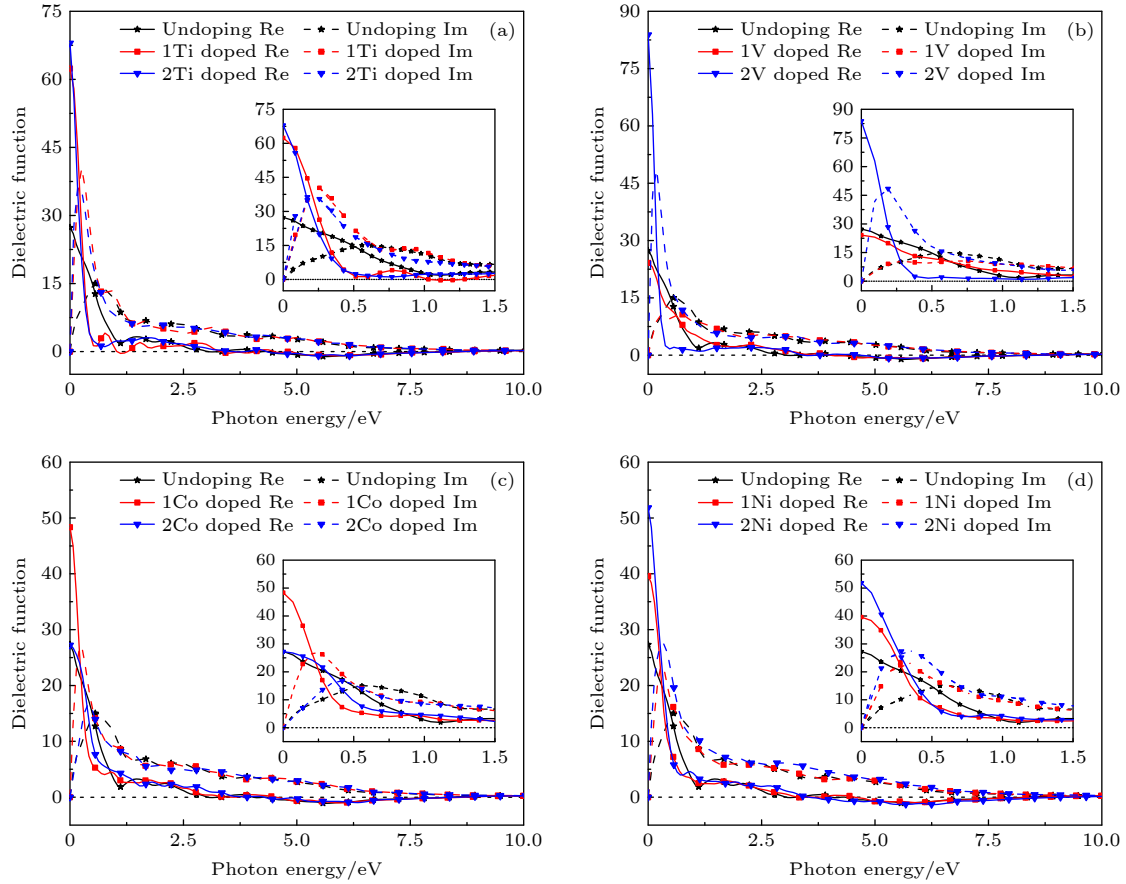 Undoping Re
Undoping Im
(a)
1Ti doped Re
1Ti doped Im
2Ti doped Re
2Ti doped Im
75
60
45
30
15
0
Dielectric function
75
60
45
30
15
0
0
0.5
1.0
1.5
0
2.5
5.0
7.5
10.0
Photon energy/eV
Undoping Re
Undoping Im
(b)
1V doped Re
1V doped Im
2V doped Re
2V doped Im
90
75
60
45
30
15
0
Dielectric function
90
75
60
45
30
15
0
0
0.5
1.0
1.5
0
2.5
5.0
7.5
10.0
Photon energy/eV
Undoping Re
Undoping Im
(c)
1Co doped Re
1Co doped Im
2Co doped Re
2Co doped Im
60
50
40
30
20
10
0
Dielectric function
60
50
40
30
20
10
0
0
0.5
1.0
1.5
0
2.5
5.0
7.5
10.0
Photon energy/eV
Undoping Re
Undoping Im
(d)
1Ni doped Re
1Ni doped Im
2Ni doped Re
2Ni doped Im
60
50
40
30
20
10
0
Dielectric function
60
50
40
30
20
10
0
0
0.5
1.0
1.5
0
2.5
5.0
7.5
10.0
Photon energy/eV